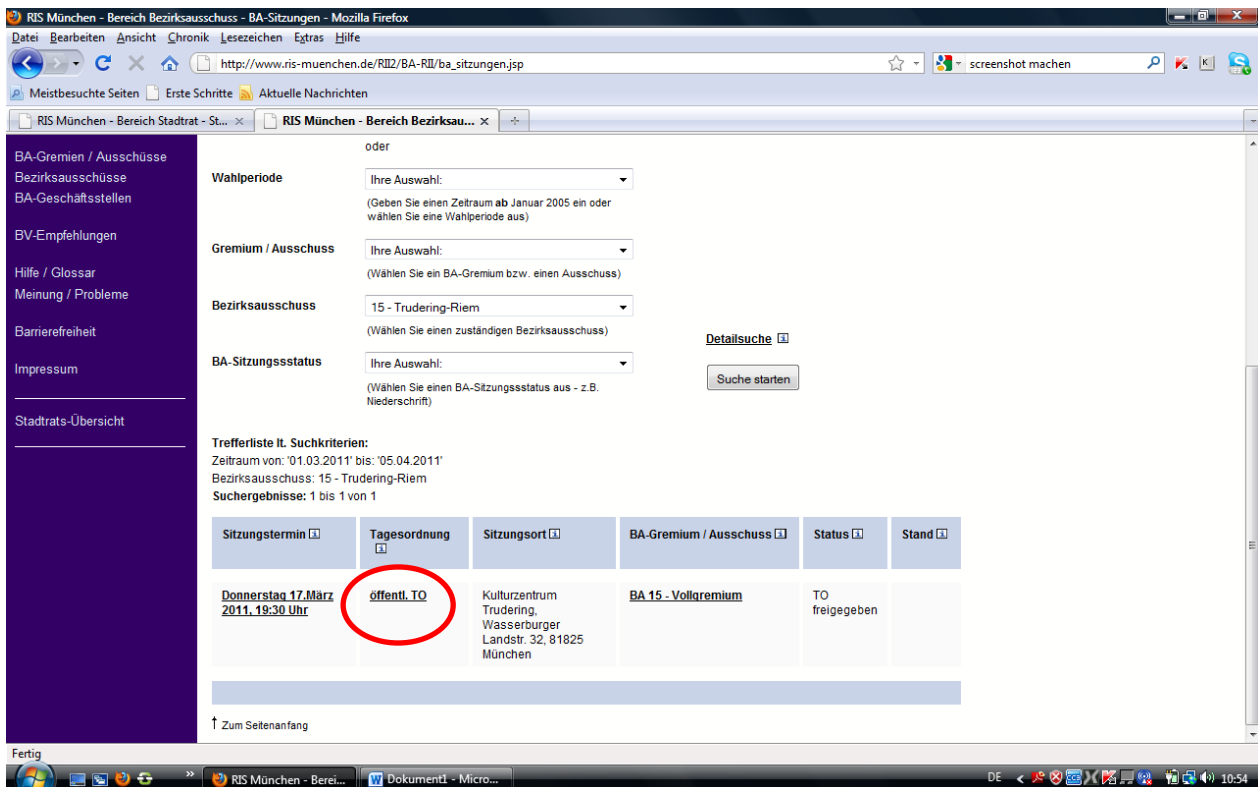 RIS München - Bereich Bezirksausschuss - BA-Sitzungen - Mozilla Firefox
Datei Bearbeiten Ansicht Chronik Lesezeichen Extras Hilfe
http://www.ris-muenchen.de/RII2/BA-RII/ba_sitzungen.jsp
screenshot machen
Meistbesuchte Seiten Erste Schritte Aktuelle Nachrichten
RIS München - Bereich Stadtrat - St...
RIS München - Bereich Bezirksau...
BA-Gremien / Ausschüsse
Bezirksausschüsse
BA-Geschäftsstellen
BV-Empfehlungen
Hilfe / Glossar
Meinung / Probleme
Barrierefreiheit
Impressum
Stadtrats-Übersicht
oder
Wahlperiode
Ihre Auswahl:
(Geben Sie einen Zeitraum ab Januar 2005 ein oder
wählen Sie eine Wahlperiode aus)
Gremium / Ausschuss
Ihre Auswahl:
(Wählen Sie ein BA-Gremium bzw. einen Ausschuss)
Bezirksausschuss
15 - Trudering-Riem
(Wählen Sie einen zuständigen Bezirksausschuss)
BA-Sitzungssstatus
Ihre Auswahl:
(Wählen Sie einen BA-Sitzungssstatus aus - z.B.
Niederschrift)
Detailsuche
Suche starten
Trefferliste lt. Suchkriterien:
Zeitraum von: '01.03.2011' bis: '05.04.2011'
Bezirksausschuss: 15 - Trudering-Riem
Suchergebnisse: 1 bis 1 von 1
Sitzungstermin
Tagesordnung
Sitzungsort
BA-Gremium / Ausschuss
Status
Stand
Donnerstag 17.März
2011, 19:30 Uhr
öffentl. TO
Kulturzentrum
Trudering,
Wasserburger
Landstr. 32, 81825
München
BA 15 - Vollgremium
TO
freigegeben
Zum Seitenanfang
Fertig
RIS München - Berei...
Dokument1 - Micro...
DE
10:54